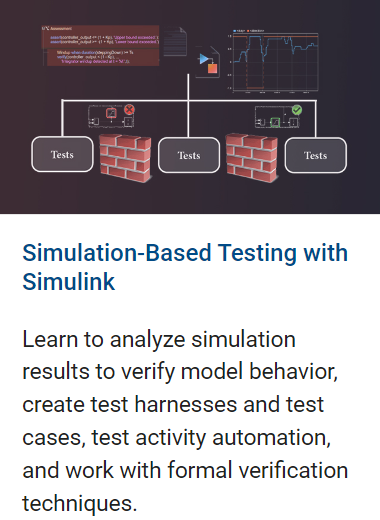 Tests
Tests
Tests
Simulation-Based Testing with
Simulink
Learn to analyze simulation
results to verify model behavior,
create test harnesses and test
cases, test activity automation,
and work with formal verification
techniques.